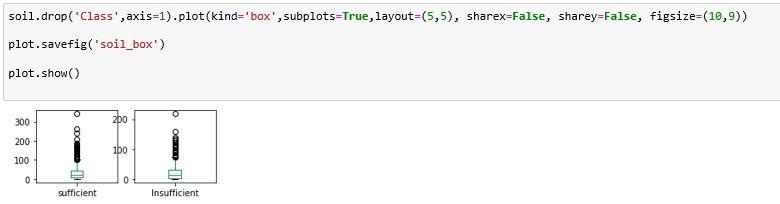 soil.drop('Class',axis=1).plot(kind='box',subplots=True,layout=(5,5), sharex=False, sharey=False, figsize=(10,9))
plot.savefig('soil_box')
plot.show()
300
200
100
0
sufficient
200
100
0
Insufficient